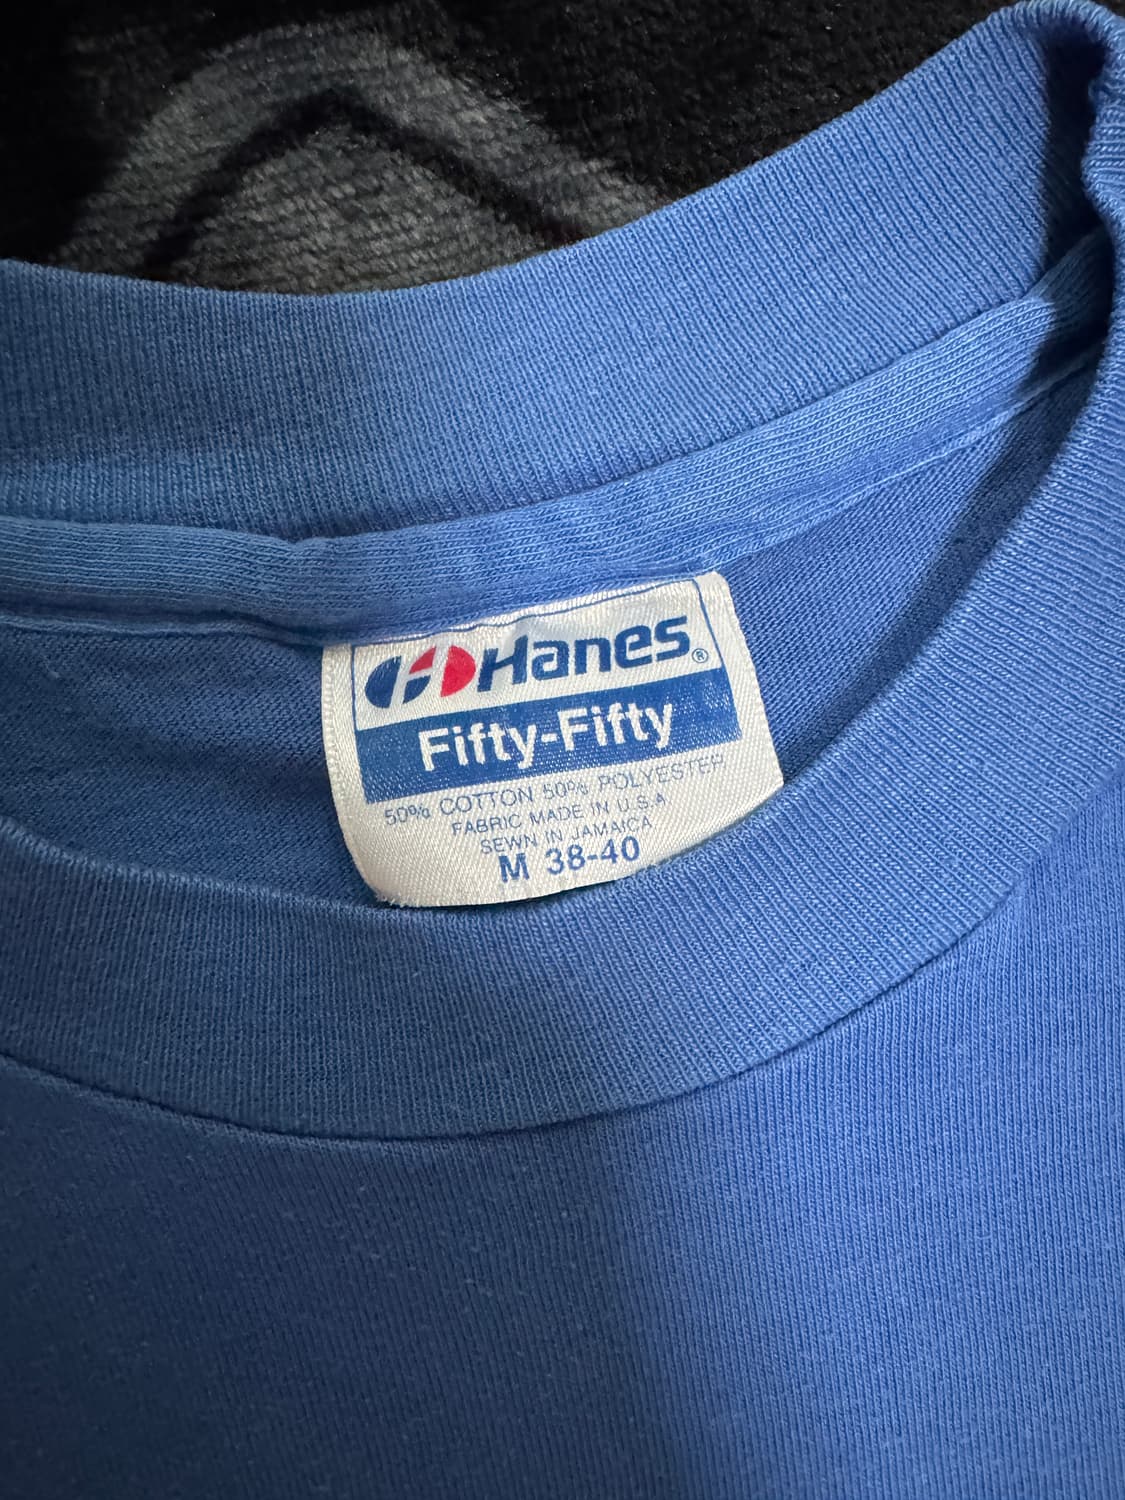 Hanes®
Fifty-Fifty
50% COTTON 50% POLYESTER
FABRIC MADE IN U.S.A.
SEWN IN JAMAICA
M 38-40